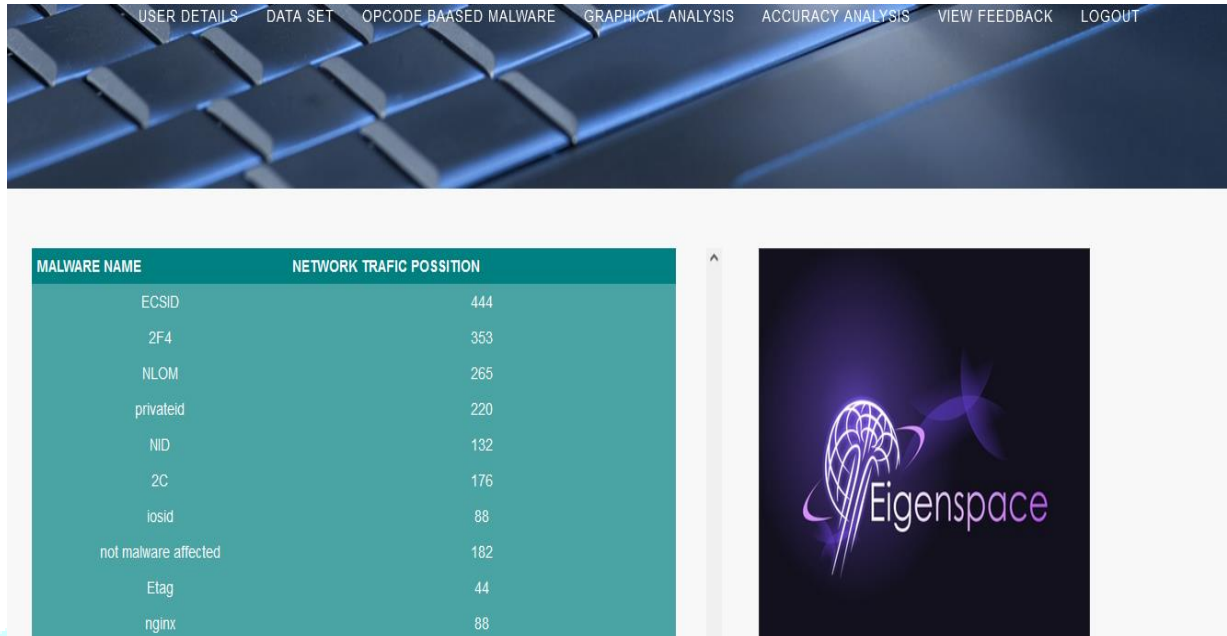 USER DETAILS DATA SET OPCODE BAASED MALWARE GRAPHICAL ANALYSIS ACCURACY ANALYSIS VIEW FEEDBACK LOGOUT
MALWARE NAME NETWORK TRAFIC POSSITION
ECSID 444
2F4 353
NLOM 265
privateid 220
NID 132
2C 176
iosid 88
not malware affected 182
Etag 44
nginx 88
Eigenspace